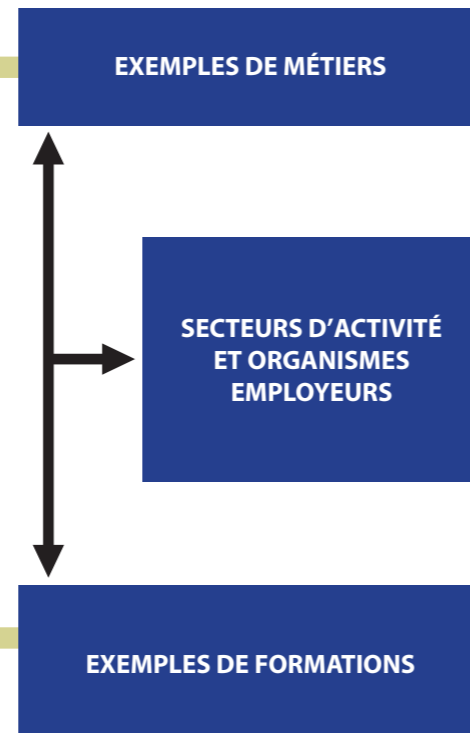 EXEMPLES DE MÉTIERS
SECTEURS D’ACTIVITÉ
ET ORGANISMES
EMPLOYEURS
EXEMPLES DE FORMATIONS